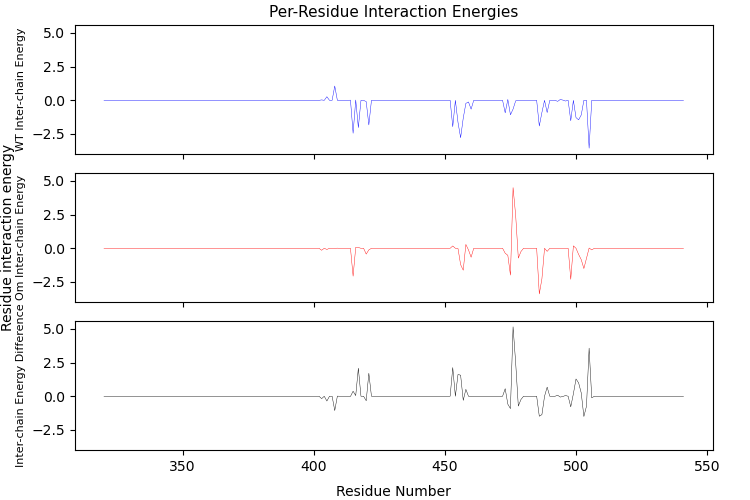 Per-Residue Interaction Energies
Residue interaction energy
WT Inter-chain Energy
5.0
2.5
0.0
−2.5
Om Inter-chain Energy
5.0
2.5
0.0
−2.5
Inter-chain Energy Difference
5.0
2.5
0.0
−2.5
350
400
450
500
550
Residue Number